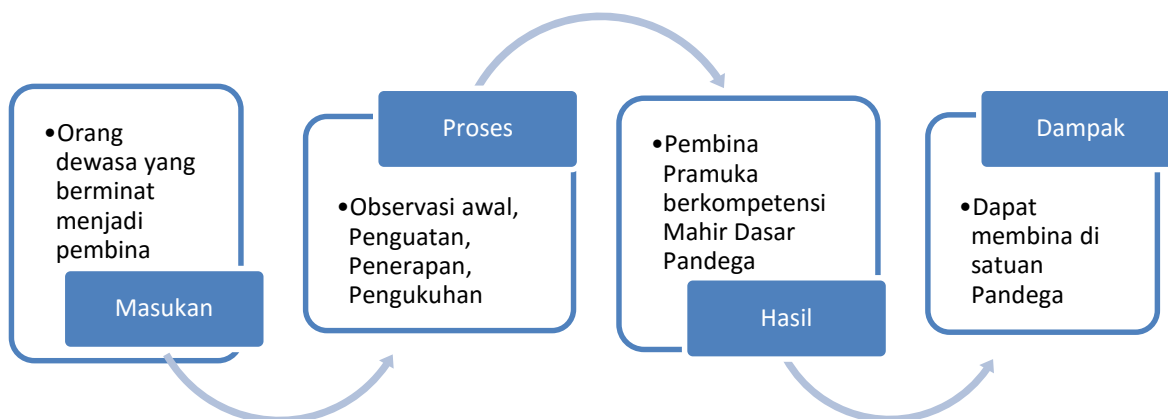 •Orang
dewasa yang
berminat
menjadi
pembina
Masukan
Proses
•Observasi awal,
Penguatan,
Penerapan,
Pengukuhan
•Pembina
Pramuka
berkompetensi
Mahir Dasar
Pandega
Hasil
Dampak
•Dapat
membina di
satuan
Pandega